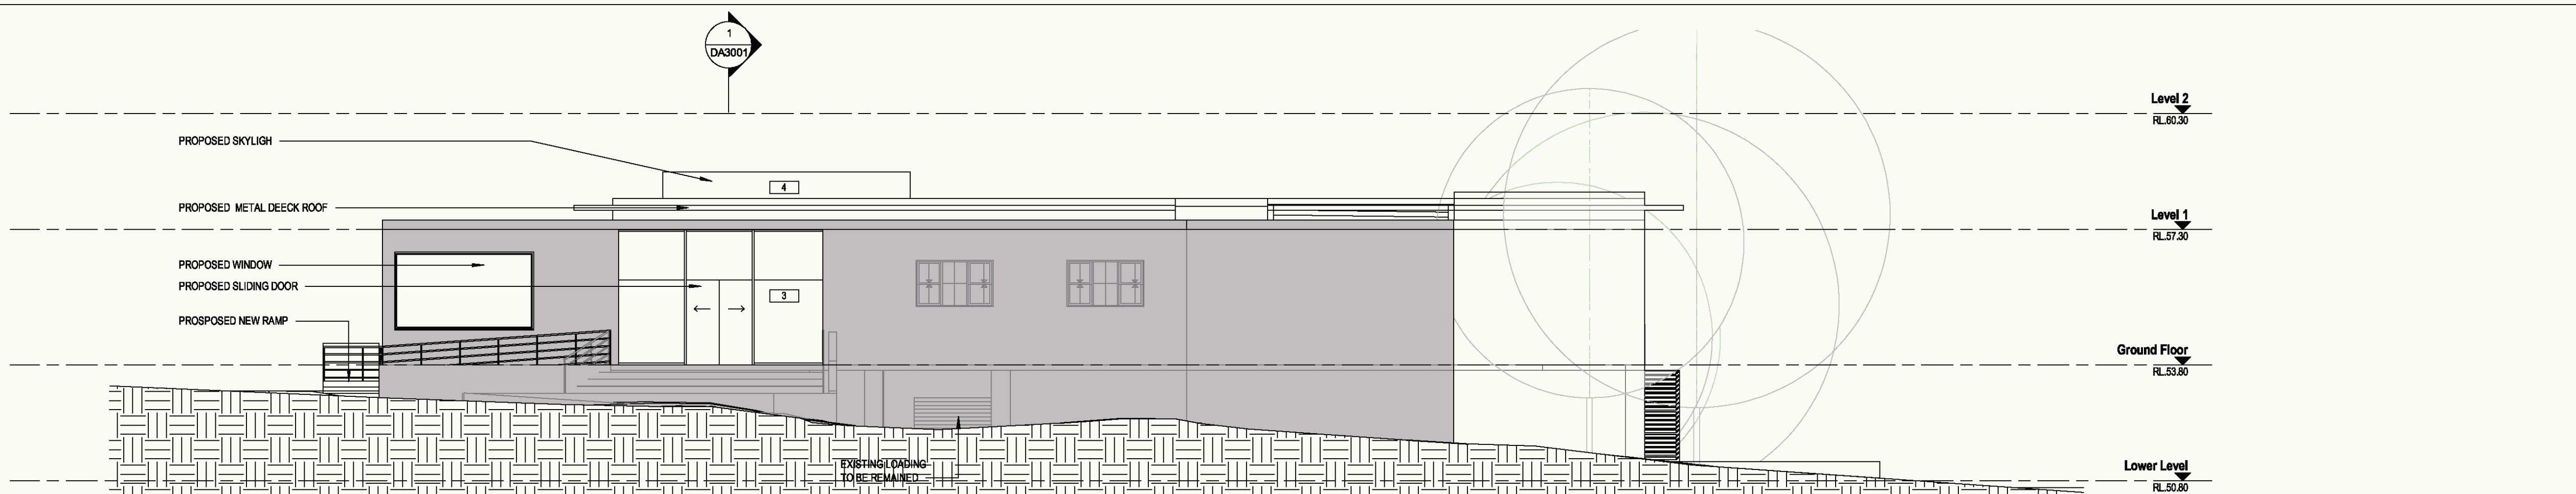 1
DA3001
Level 2
RL.60.30
PROPOSED SKYLIGH
4
PROPOSED METAL DEECK ROOF
Level 1
RL.57.30
PROPOSED WINDOW
PROPOSED SLIDING DOOR
3
PROSPOSED NEW RAMP
Ground Floor
RL.53.80
EXISTING LOADING
TO BE REMAINED
Lower Level
RL.50.80